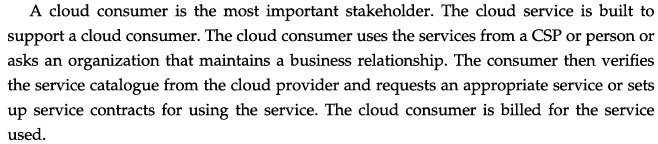 A cloud consumer is the most important stakeholder. The cloud service is built to
support a cloud consumer. The cloud consumer uses the services from a CSP or person or
asks an organization that maintains a business relationship. The consumer then verifies
the service catalogue from the cloud provider and requests an appropriate service or sets
up service contracts for using the service. The cloud consumer is billed for the service
used.